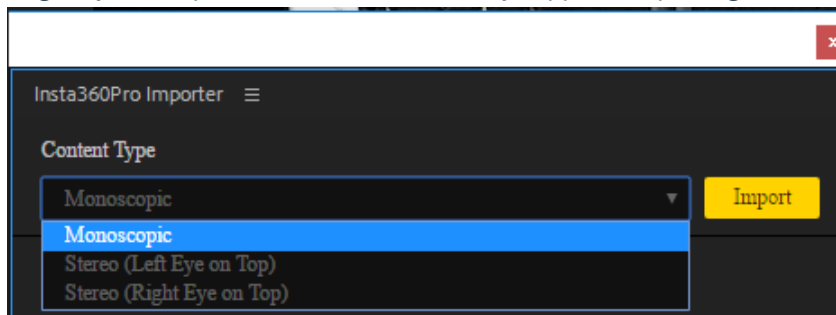 Insta360Pro Importer
Content Type
Monoscopic
Import
Monoscopic
Stereo (Left Eye on Top)
Stereo (Right Eye on Top)